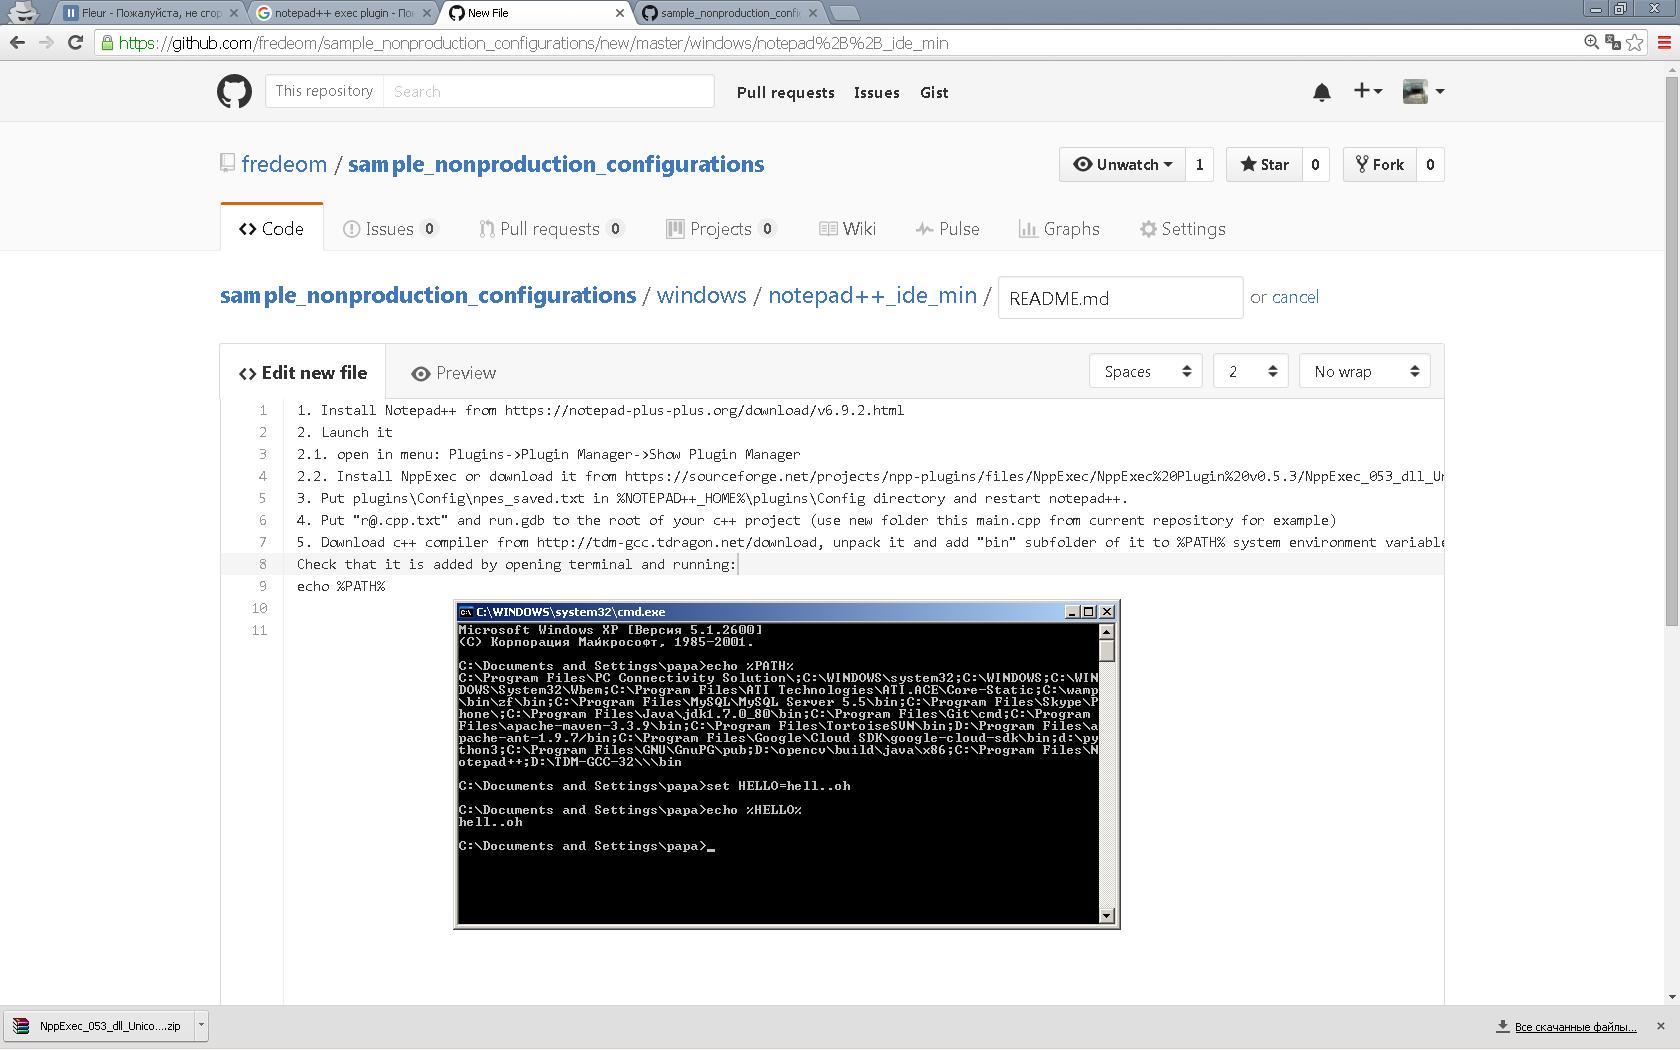 Fleur - Пожалуйста, не сгор
notepad++ exec plugin - По
New File
sample_nonproduction_confi
https://github.com/fredeom/sample_nonproduction_configurations/new/master/windows/notepad%2B%2B_ide_min
This repository
Search
Pull requests
Issues
Gist
fredeom / sample_nonproduction_configurations
Unwatch 1
Star 0
Fork 0
Code
Issues 0
Pull requests 0
Projects 0
Wiki
Pulse
Graphs
Settings
sample_nonproduction_configurations / windows / notepad++_ide_min / README.md or cancel
Edit new file
Preview
Spaces
2
No wrap
1 1. Install Notepad++ from https://notepad-plus-plus.org/download/v6.9.2.html
2 2. Launch it
3 2.1. open in menu: Plugins->Plugin Manager->Show Plugin Manager
4 2.2. Install NppExec or download it from https://sourceforge.net/projects/npp-plugins/files/NppExec/NppExec%20Plugin%20v0.5.3/NppExec_053_dll_Un
5 3. Put plugins\Config\npes_saved.txt in %NOTEPAD++_HOME%\plugins\Config directory and restart notepad++.
6 4. Put "r@.cpp.txt" and run.gdb to the root of your c++ project (use new folder this main.cpp from current repository for example)
7 5. Download c++ compiler from http://tdm-gcc.tdragon.net/download, unpack it and add "bin" subfolder of it to %PATH% system environment variable
8 Check that it is added by opening terminal and running:
9 echo %PATH%
10
11
C:\WINDOWS\system32\cmd.exe
Microsoft Windows XP [Версия 5.1.2600]
(C) Корпорация Майкрософт, 1985-2001.
C:\Documents and Settings\papa>echo %PATH%
C:\Program Files\PC Connectivity Solution\;C:\WINDOWS\system32;C:\WINDOWS;C:\WIN
DOWS\System32\Wbem;C:\Program Files\ATI Technologies\ATI.ACE\Core-Static;C:\wamp
\bin\zf\bin;C:\Program Files\MySQL\MySQL Server 5.5\bin;C:\Program Files\Skype\P
hone\;C:\Program Files\Java\jdk1.7.0_80\bin;C:\Program Files\Git\cmd;C:\Program
Files\apache-maven-3.3.9\bin;C:\Program Files\TortoiseSVN\bin;D:\Program Files\a
pache-ant-1.9.7/bin;C:\Program Files\Google\Cloud SDK\google-cloud-sdk\bin;d:\py
thon3;C:\Program Files\GNU\GnuPG\pub;D:\opencv\build\java\x86;C:\Program Files\N
otepad++;D:\TDM-GCC-32\\\bin
C:\Documents and Settings\papa>set HELLO=hell..oh
C:\Documents and Settings\papa>echo %HELLO%
hell..oh
C:\Documents and Settings\papa>_
NppExec_053_dll_Unico....zip
Все скачанные файлы...